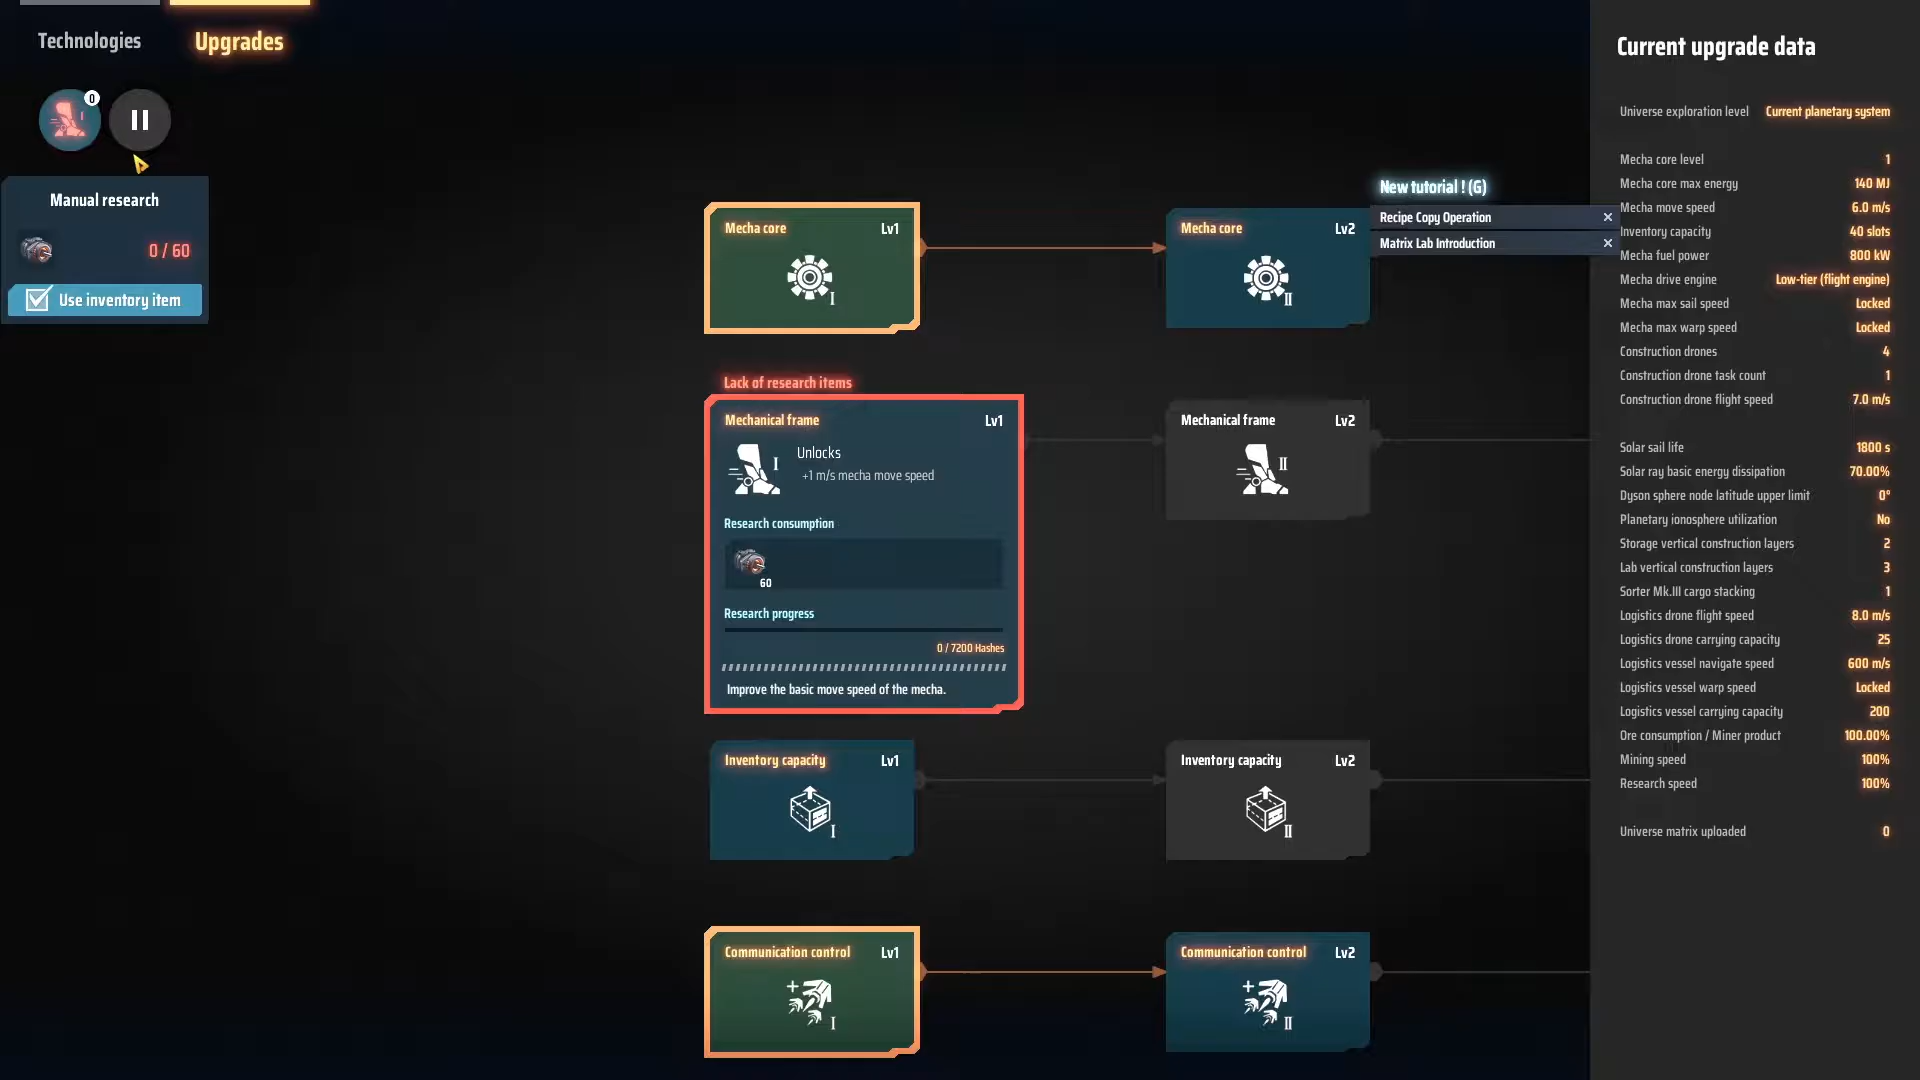 Technologies
Upgrades
0
Manual research
0 / 60
Use inventory item
Mecha core Lv1
I
Mecha core Lv2
II
New tutorial ! (G)
Recipe Copy Operation
Matrix Lab Introduction
Lack of research items
Mechanical frame Lv1
I
Unlocks
+1 m/s mecha move speed
Research consumption
60
Research progress
0 / 7200 Hashes
Improve the basic move speed of the mecha.
Mechanical frame Lv2
II
Inventory capacity Lv1
I
Inventory capacity Lv2
II
Communication control Lv1
I
Communication control Lv2
II
Current upgrade data
Universe exploration level Current planetary system
Mecha core level 1
Mecha core max energy 140 MJ
Mecha move speed 6.0 m/s
Inventory capacity 40 slots
Mecha fuel power 800 kW
Mecha drive engine Low-tier (flight engine)
Mecha max sail speed Locked
Mecha max warp speed Locked
Construction drones 4
Construction drone task count 1
Construction drone flight speed 7.0 m/s
Solar sail life 1800 s
Solar ray basic energy dissipation 70.00%
Dyson sphere node latitude upper limit 0°
Planetary ionosphere utilization No
Storage vertical construction layers 2
Lab vertical construction layers 3
Sorter Mk.III cargo stacking 1
Logistics drone flight speed 8.0 m/s
Logistics drone carrying capacity 25
Logistics vessel navigate speed 600 m/s
Logistics vessel warp speed Locked
Logistics vessel carrying capacity 200
Ore consumption / Miner product 100.00%
Mining speed 100%
Research speed 100%
Universe matrix uploaded 0